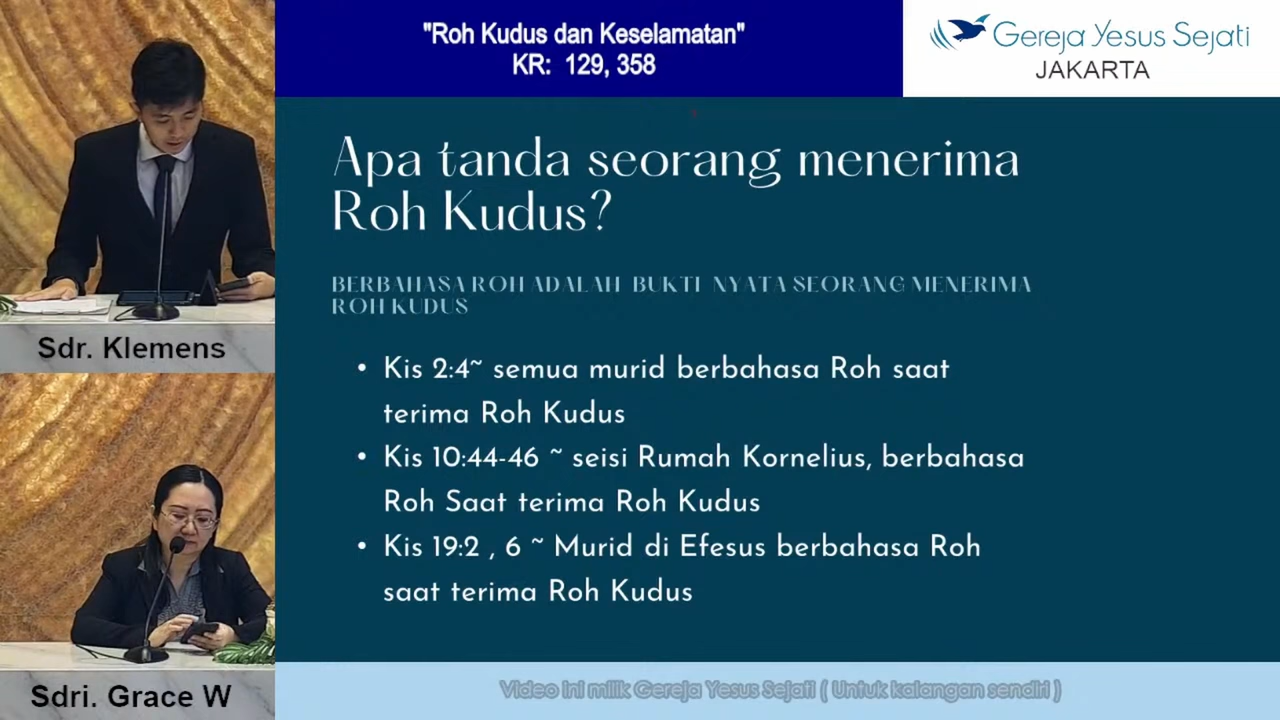 "Roh Kudus dan Keselamatan"
KR: 129, 358
Gereja Yesus Sejati
JAKARTA
Apa tanda seorang menerima
Roh Kudus?
BERBAHASA ROH ADALAH BUKTI NYATA SEORANG MENERIMA
ROH KUDUS
• Kis 2:4~ semua murid berbahasa Roh saat
terima Roh Kudus
• Kis 10:44-46 ~ seisi Rumah Kornelius, berbahasa
Roh Saat terima Roh Kudus
• Kis 19:2 , 6 ~ Murid di Efesus berbahasa Roh
saat terima Roh Kudus
Sdr. Klemens
Sdri. Grace W
Video ini milik Gereja Yesus Sejati ( Untuk kalangan sendiri )